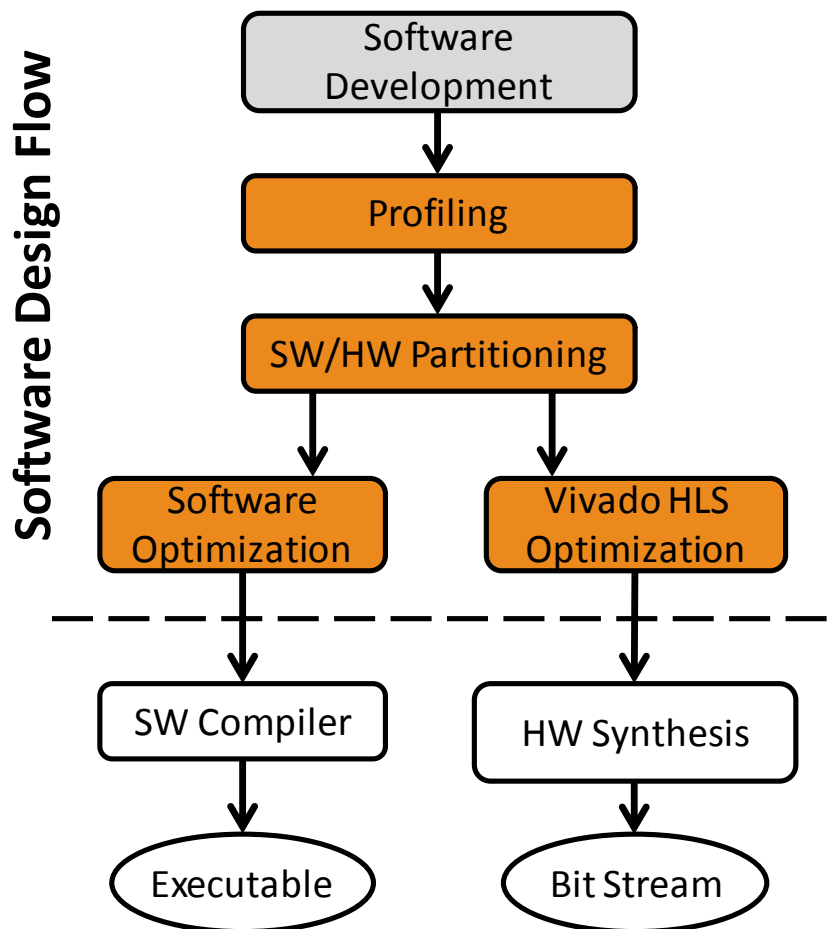 Software Design Flow
Software
Development
Profiling
SW/HW Partitioning
Software
Optimization
Vivado HLS
Optimization
SW Compiler
HW Synthesis
Executable
Bit Stream